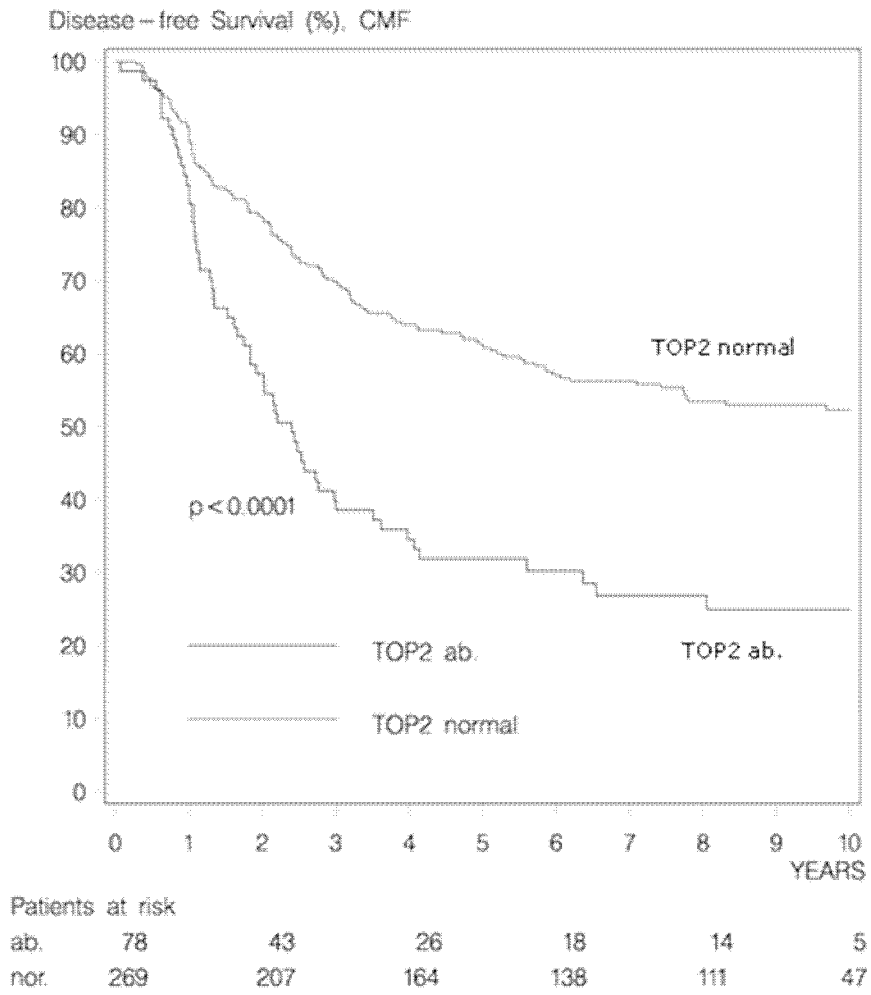 Disease-free Survival (%), CMF
100
90
80
70
60
50
40
30
20
10
0
TOP2 normal
p<0.0001
TOP2 ab.
TOP2 ab.
TOP2 normal
0 1 2 3 4 5 6 7 8 9 10
YEARS
Patients at risk
ab. 78 43 26 18 14 5
nor. 269 207 164 138 111 47